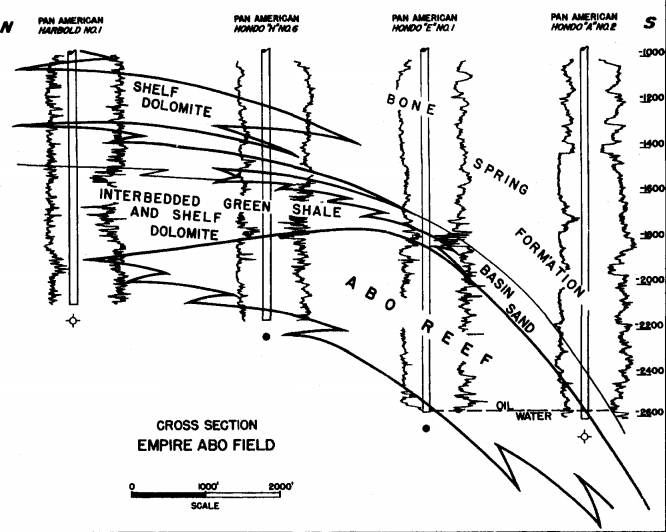 N
PAN AMERICAN
HARBOLD NO.1
PAN AMERICAN
HONDO "H" NO.6
PAN AMERICAN
HONDO "E" NO.1
PAN AMERICAN
HONDO "A" NO.2
S
-1000
-1200
-1400
-1600
-1800
-2000
-2200
-2400
-2600
SHELF
DOLOMITE
BONE
SPRING
FORMATION
INTERBEDDED GREEN SHALE
AND SHELF
DOLOMITE
BASIN
SAND
ABO REEF
OIL
WATER
CROSS SECTION
EMPIRE ABO FIELD
0 1000' 2000'
SCALE